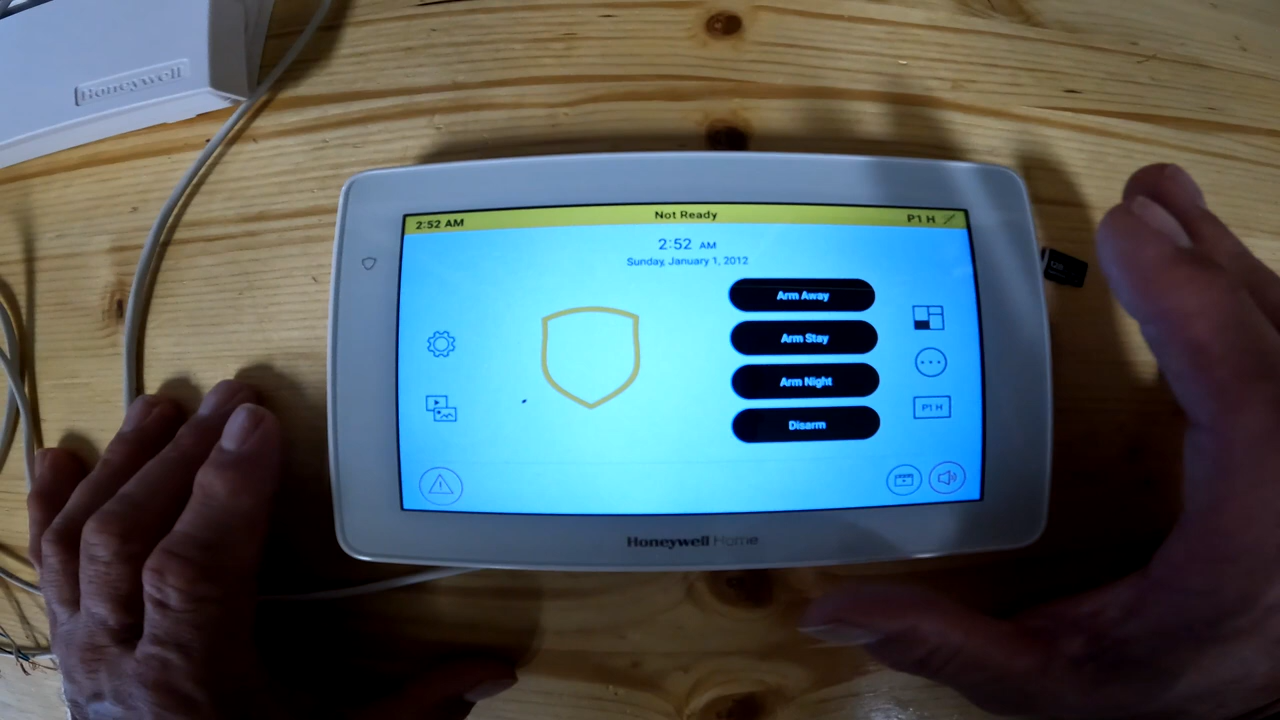 Honeywell
2:52 AM
Not Ready
P1 H
2:52 AM
Sunday, January 1, 2012
Arm Away
Arm Stay
Arm Night
Disarm
P1 H
Honeywell Home